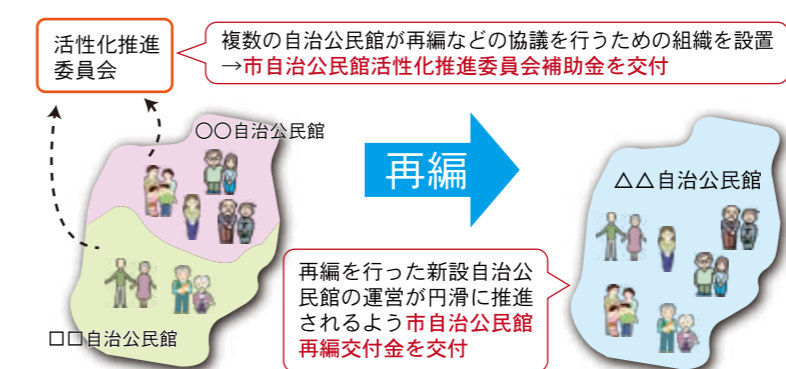 活性化推進
委員会
複数の自治公民館が再編などの協議を行うための組織を設置
→市自治公民館活性化推進委員会補助金を交付
〇〇自治公民館
再編
△△自治公民館
再編を行った新設自治公
民館の運営が円滑に推進
されるよう市自治公民館
再編交付金を交付
□□自治公民館